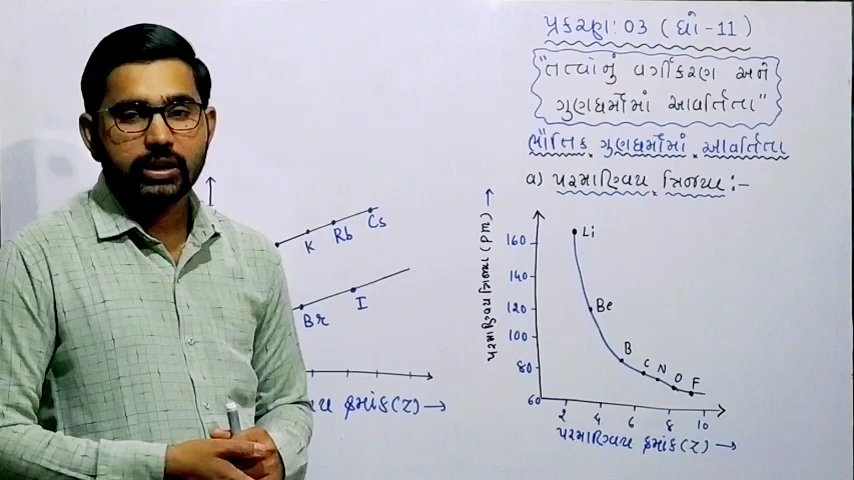 પ્રકરણ: 03 (ધો-11)
"તત્વોનું વર્ગીકરણ અને
ગુણધર્મોમાં આવર્તિતા"
ભૌતિક ગુણધર્મોમાં આવર્તિતા
a) પરમાણ્વિય ત્રિજ્યા :-
K Rb Cs
Br I
ક્રમાંક(Z) →
પરમાણ્વિય ત્રિજ્યા (PM) →
160
140
120
100
80
60
Li
Be
B C N O F
2 4 6 8 10
પરમાણ્વિય ક્રમાંક(Z) →